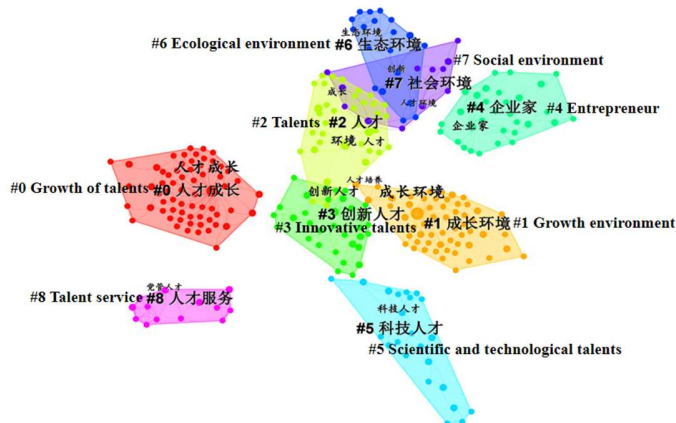 生态环境
#6 Ecological environment #6 生态环境
创新
#7 Social environment
#7 社会环境
成长
人才环境
#4 企业家 #4 Entrepreneur
#2 Talents #2 人才
企业家
环境 人才
人才成长
人才培养
#0 Growth of talents #0 人才成长
创新人才 成长环境
#3 创新人才
#1 成长环境 #1 Growth environment
#3 Innovative talents
党管人才
#8 Talent service #8 人才服务
科技人才
#5 科技人才
#5 Scientific and technological talents